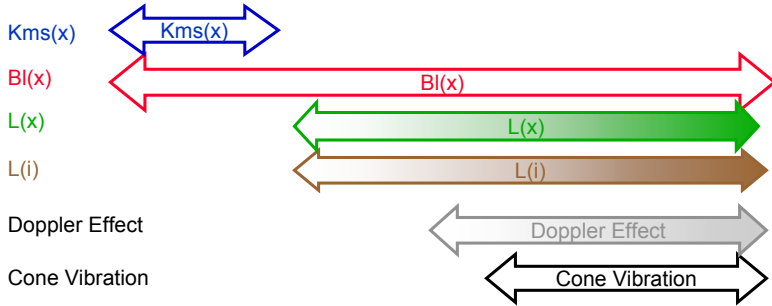 Kms(x) Kms(x)
Bl(x) Bl(x)
L(x) L(x)
L(i) L(i)
Doppler Effect Doppler Effect
Cone Vibration Cone Vibration